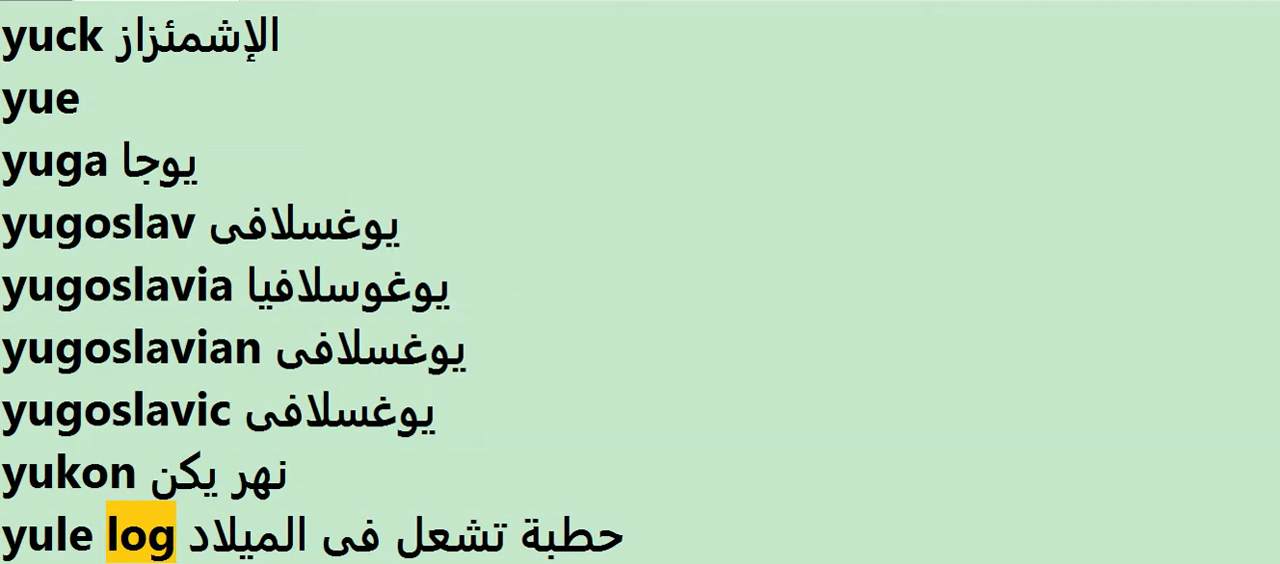 yuck الإشمئزاز
yue
yuga يوجا
yugoslav يوغسلافى
yugoslavia يوغوسلافيا
yugoslavian يوغسلافى
yugoslavic يوغسلافى
yukon نهر يكن
yule log حطبة تشعل فى الميلاد